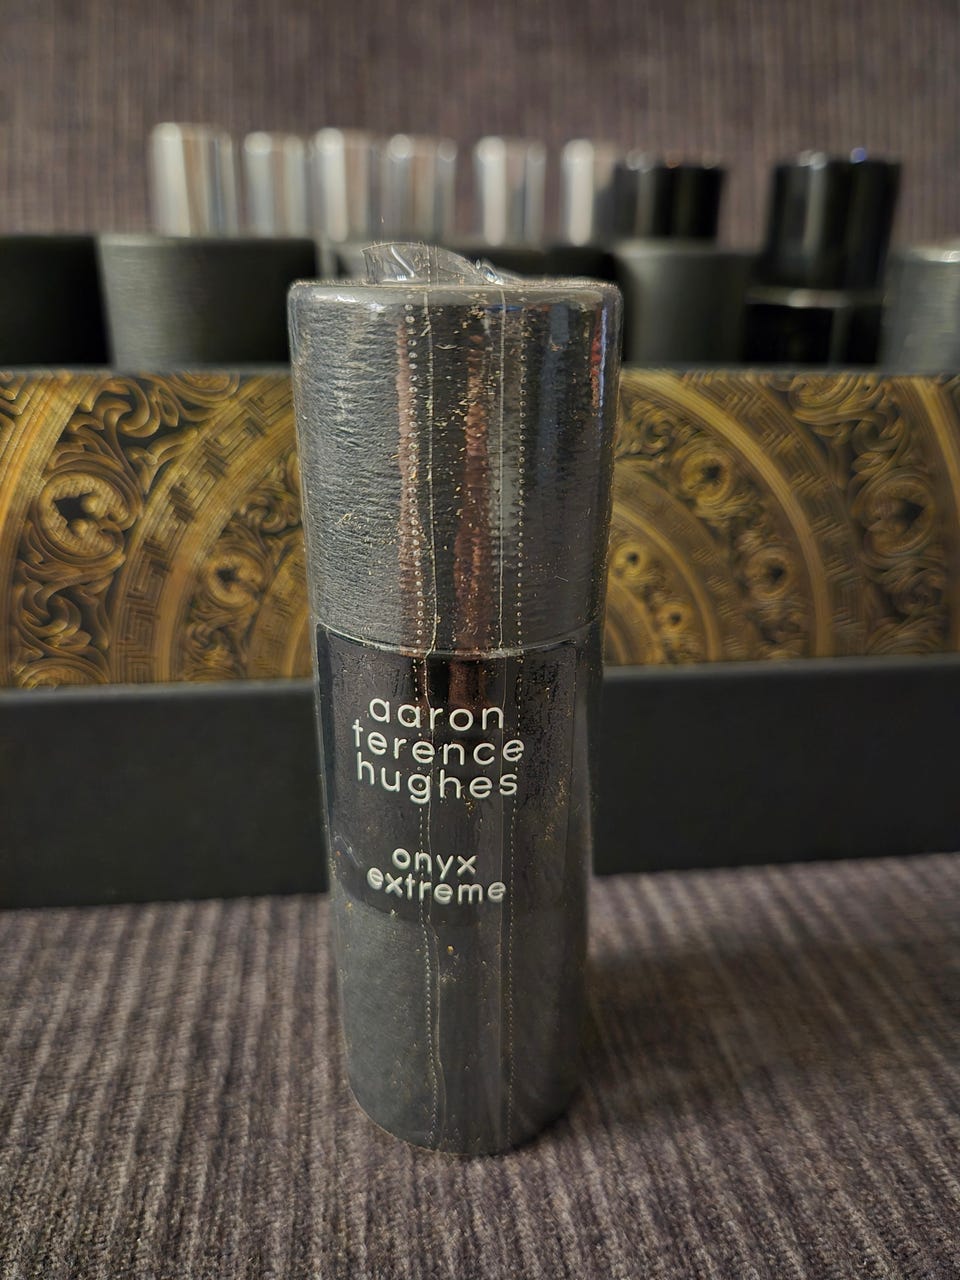 aaron
terence
hughes
onyx
extreme